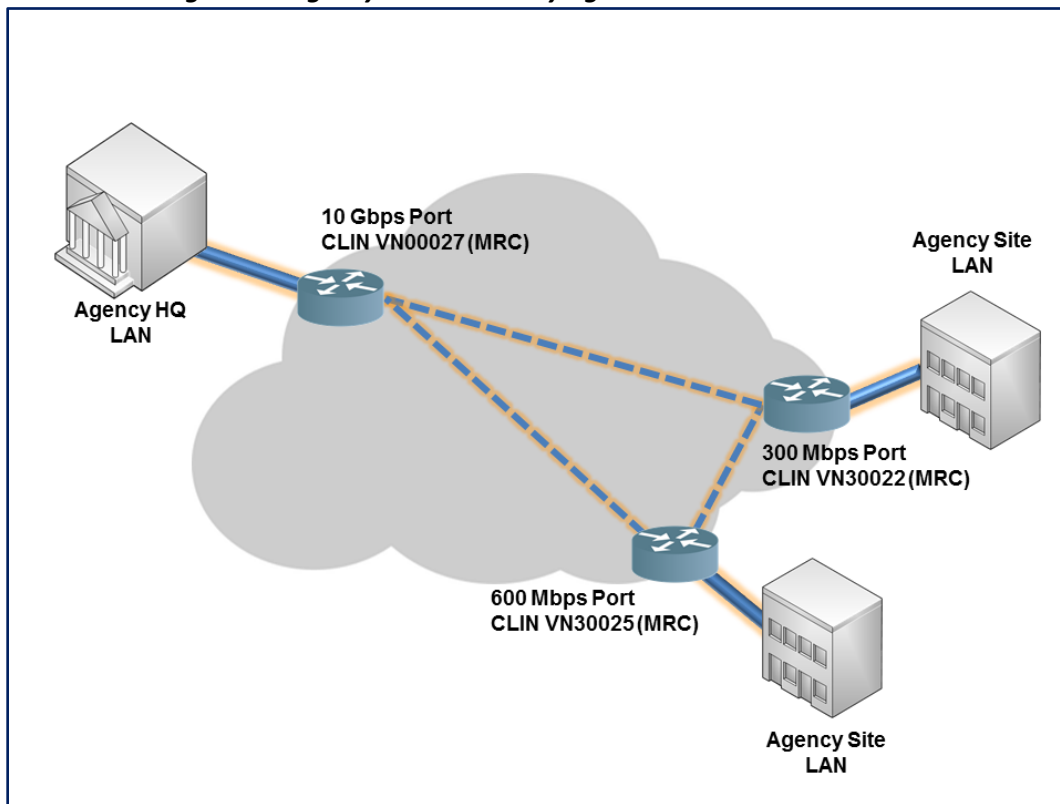 10 Gbps Port
CLIN VN00027 (MRC)
Agency HQ
LAN
Agency Site
LAN
300 Mbps Port
CLIN VN30022 (MRC)
600 Mbps Port
CLIN VN30025 (MRC)
Agency Site
LAN